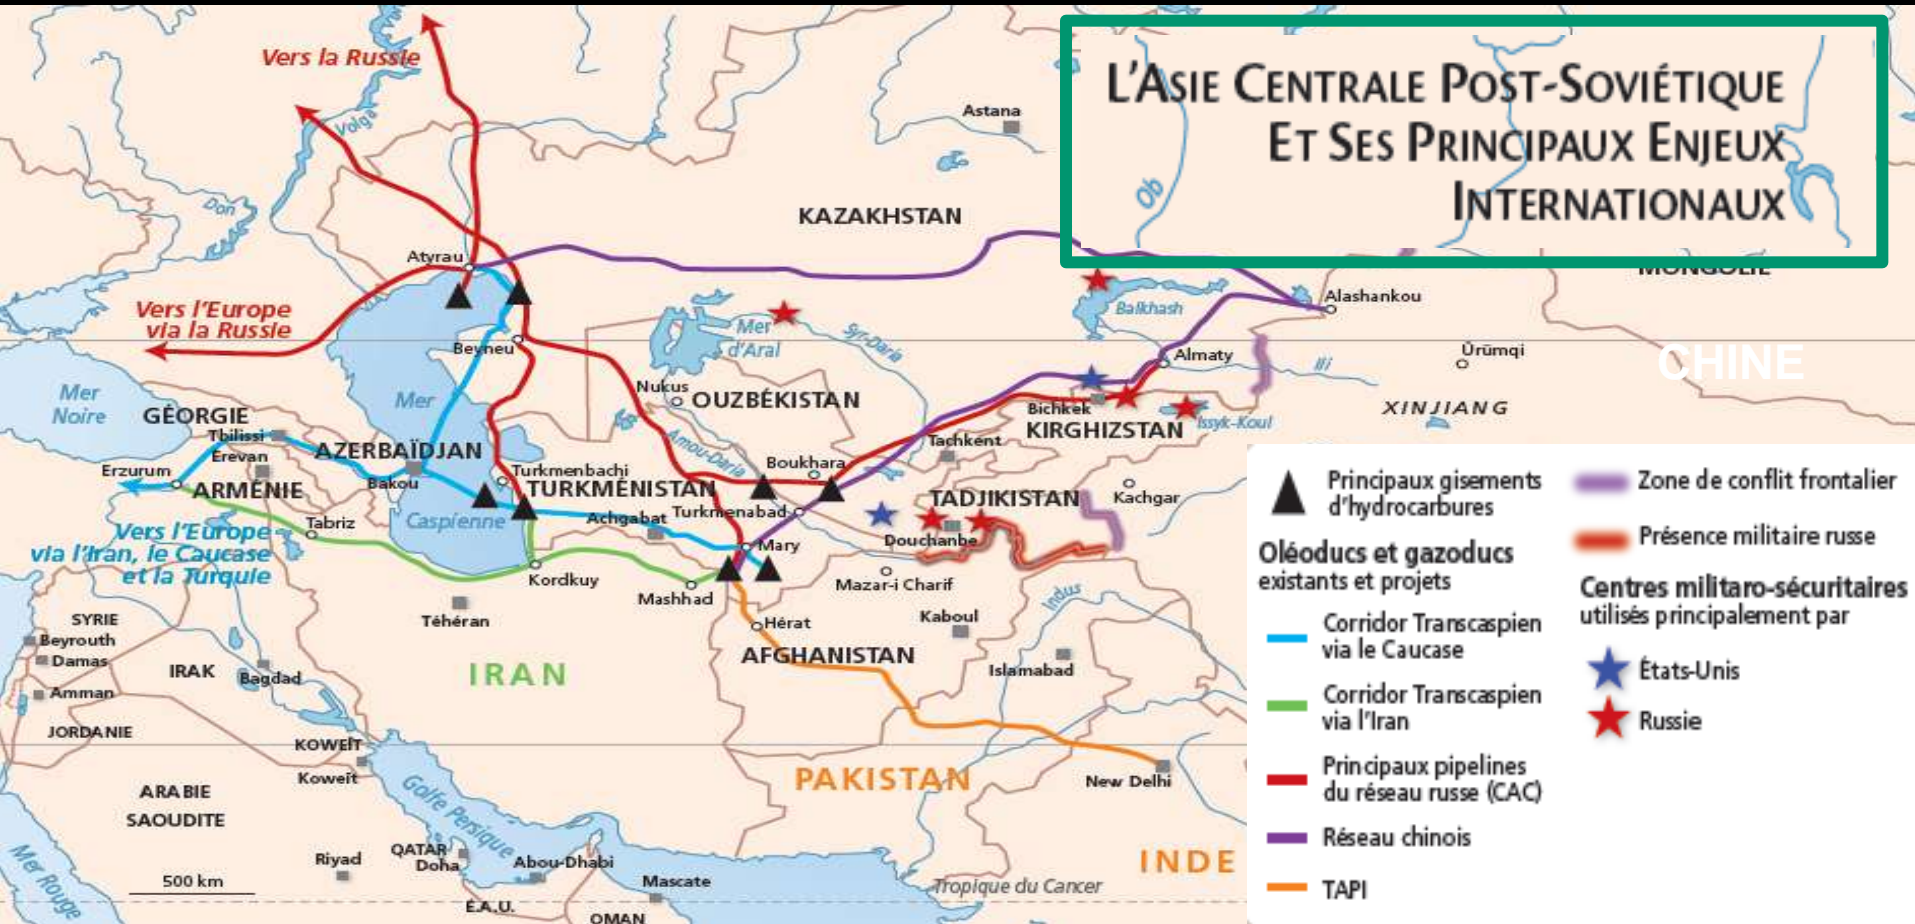 L'ASIE CENTRALE POST-SOVIÉTIQUE
ET SES PRINCIPAUX ENJEUX
INTERNATIONAUX
Vers la Russie
Volga
Don
Astana
Ob
KAZAKHSTAN
Atyrau
MONGOLIE
Alashankou
Vers l'Europe
via la Russie
Balkhash
Mer
d'Aral
Syr-Daria
Beyneu
Almaty
Ürümqi
CHINE
Ili
Mer
Noire
Mer
Caspienne
Nukus
OUZBÉKISTAN
XINJIANG
GÉORGIE
Tbilissi
Bichkek
KIRGHIZSTAN
Issyk-Koul
AZERBAÏDJAN
Érevan
Amou-Daria
Tachkent
Erzurum
ARMÉNIE
Bakou
Turkmenbachi
TURKMÉNISTAN
Boukhara
TADJIKISTAN
Kachgar
Tabriz
Achgabat
Turkmenabad
Vers l'Europe
via l'Iran, le Caucase
et la Turquie
Mary
Douchanbe
Kordkuy
Mashhad
Mazar-i Charif
Indus
Téhéran
Hérat
Kaboul
SYRIE
Beyrouth
Damas
IRAK
Bagdad
IRAN
AFGHANISTAN
Islamabad
Amman
JORDANIE
KOWEÏT
Koweït
PAKISTAN
New Delhi
ARABIE
SAOUDITE
Golfe Persique
Mer Rouge
Riyad
QATAR
Doha
Abou-Dhabi
Mascate
INDE
Tropique du Cancer
500 km
É.A.U.
OMAN
Principaux gisements
d'hydrocarbures
Oléoducs et gazoducs
existants et projets
Corridor Transcaspien
via le Caucase
Corridor Transcaspien
via l'Iran
Principaux pipelines
du réseau russe (CAC)
Réseau chinois
TAPI
Zone de conflit frontalier
Présence militaire russe
Centres militaro-sécuritaires
utilisés principalement par
États-Unis
Russie